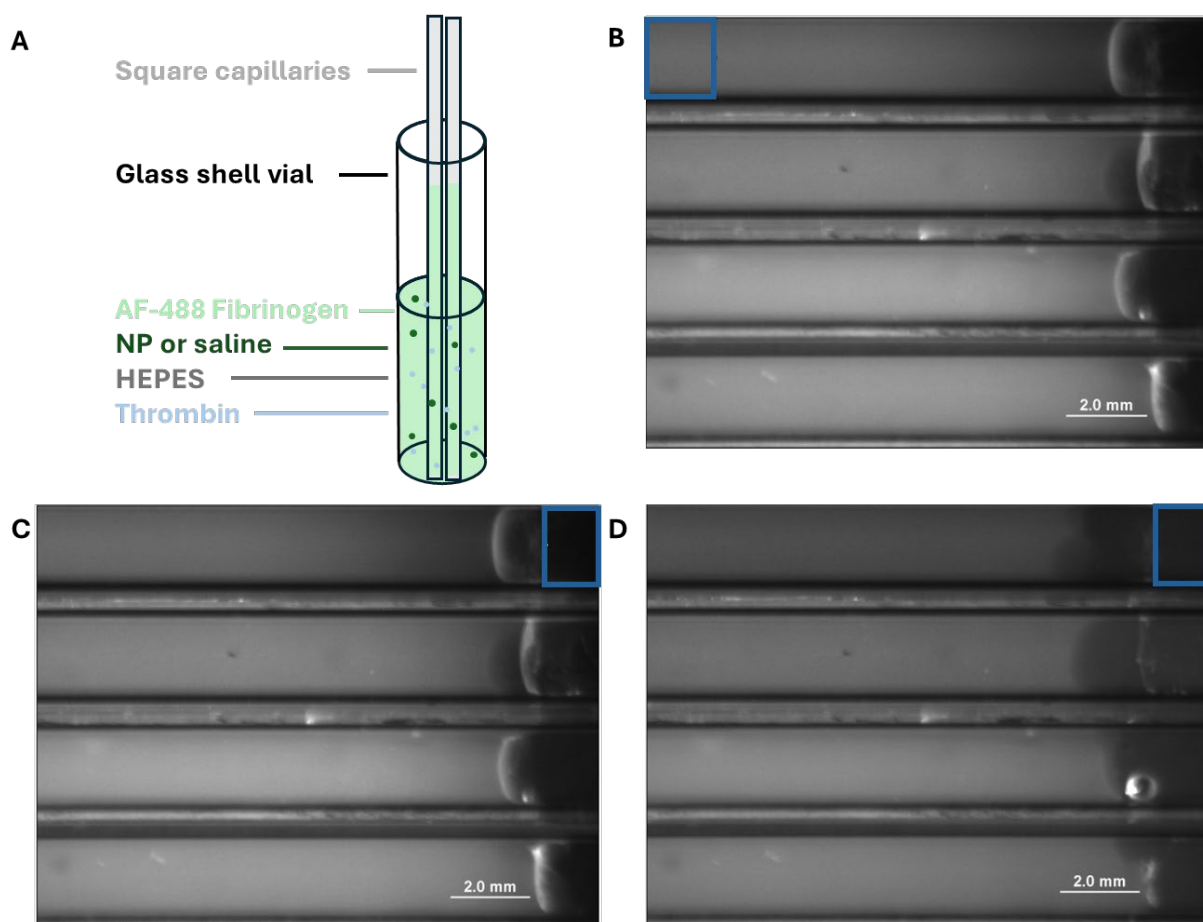 A
Square capillaries
Glass shell vial
AF-488 Fibrinogen
NP or saline
HEPES
Thrombin
B
2.0 mm
C
2.0 mm
D
2.0 mm